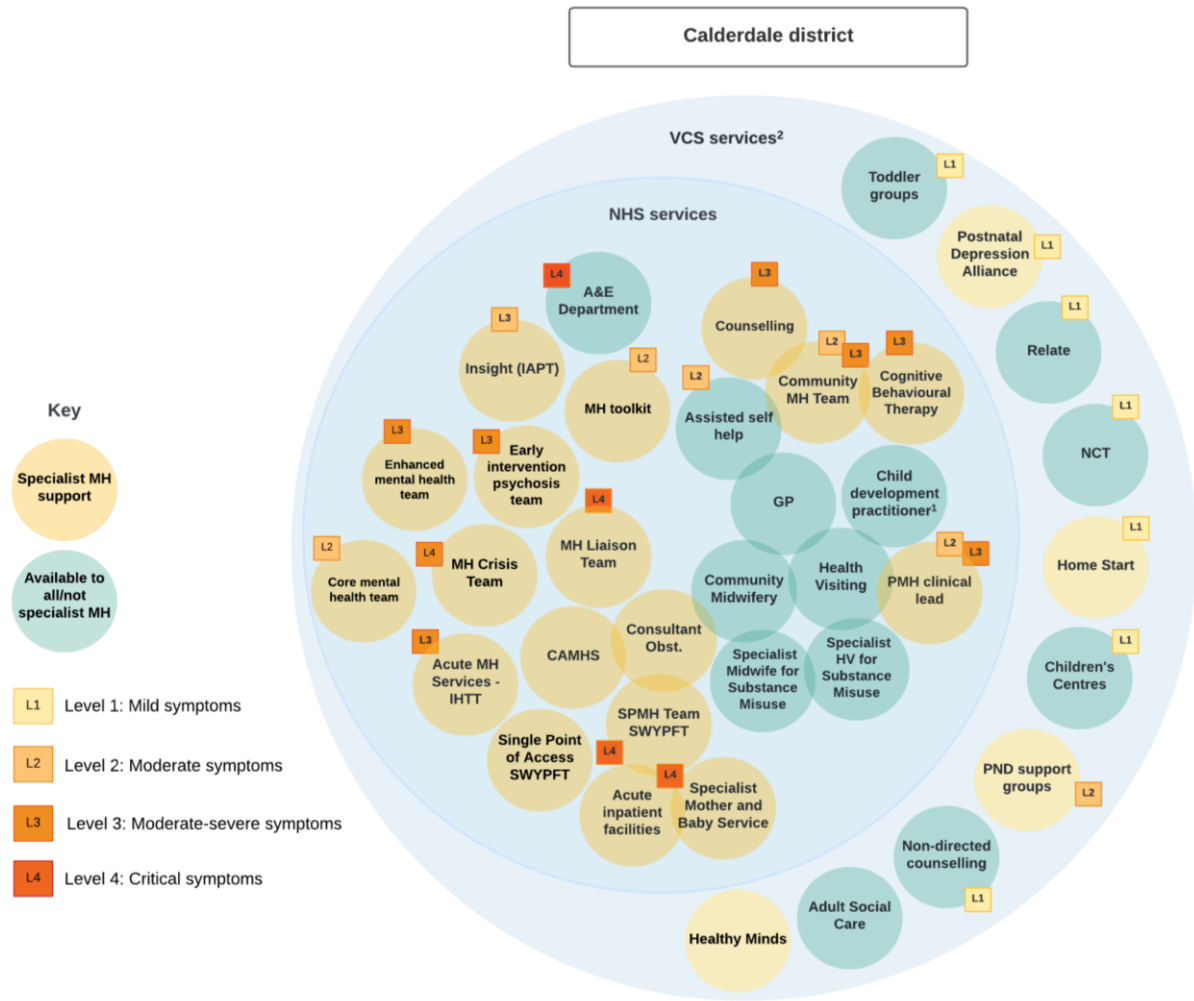 Calderdale district
VCS services²
Toddler
groups
L1
Postnatal
Depression
Alliance
L1
Relate
L1
NCT
L1
Home Start
L1
Children's
Centres
L1
PND support
groups
L2
Non-directed
counselling
L1
Adult Social
Care
Healthy Minds
NHS services
A&E
Department
L4
Insight (IAPT)
L3
MH toolkit
L2
Counselling
L3
Community
MH Team
L2
L3
Cognitive
Behavioural
Therapy
L3
Assisted self
help
L2
Enhanced
mental health
team
L3
Early
intervention
psychosis
team
L3
GP
Child
development
practitioner¹
MH Liaison
Team
L4
Core mental
health team
L2
MH Crisis
Team
L4
Community
Midwifery
Health
Visiting
PMH clinical
lead
L2
L3
Acute MH
Services -
IHTT
L3
CAMHS
Consultant
Obst.
Specialist
Midwife for
Substance
Misuse
Specialist
HV for
Substance
Misuse
SPMH Team
SWYPFT
Single Point
of Access
SWYPFT
Acute
inpatient
facilities
L4
Specialist
Mother and
Baby Service
L4
Key
Specialist MH
support
Available to
all/not
specialist MH
L1 Level 1: Mild symptoms
L2 Level 2: Moderate symptoms
L3 Level 3: Moderate-severe symptoms
L4 Level 4: Critical symptoms